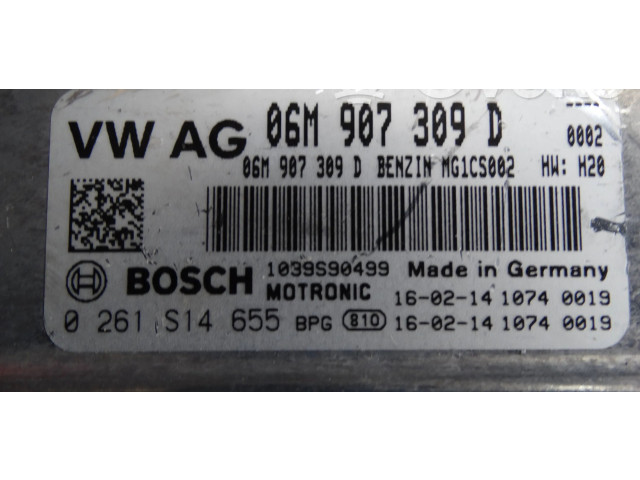 VW AG 06M 907 309 D
0002
06M 907 309 D BENZIN MG1CS002 HW: H20
BOSCH 1039S90499 Made in Germany
MOTRONIC 16-02-14 1074 0019
0 261 S14 655 BPG 810 16-02-14 1074 0019